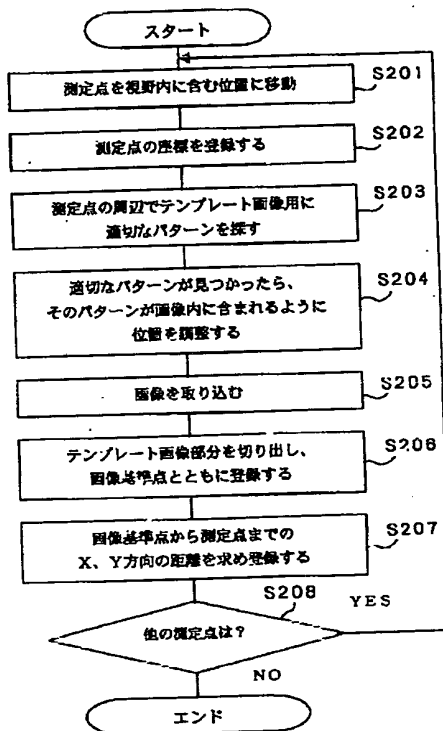 スタート
測定点を視野内に含む位置に移動
S201
測定点の座標を登録する
S202
測定点の周辺でテンプレート画像用に
適切なパターンを探す
S203
適切なパターンが見つかったら、
そのパターンが画像内に含まれるように
位置を調整する
S204
画像を取り込む
S205
テンプレート画像部分を切り出し、
画像基準点とともに登録する
S206
画像基準点から測定点までの
X、Y方向の距離を求め登録する
S207
他の測定点は?
S208
YES
NO
エンド